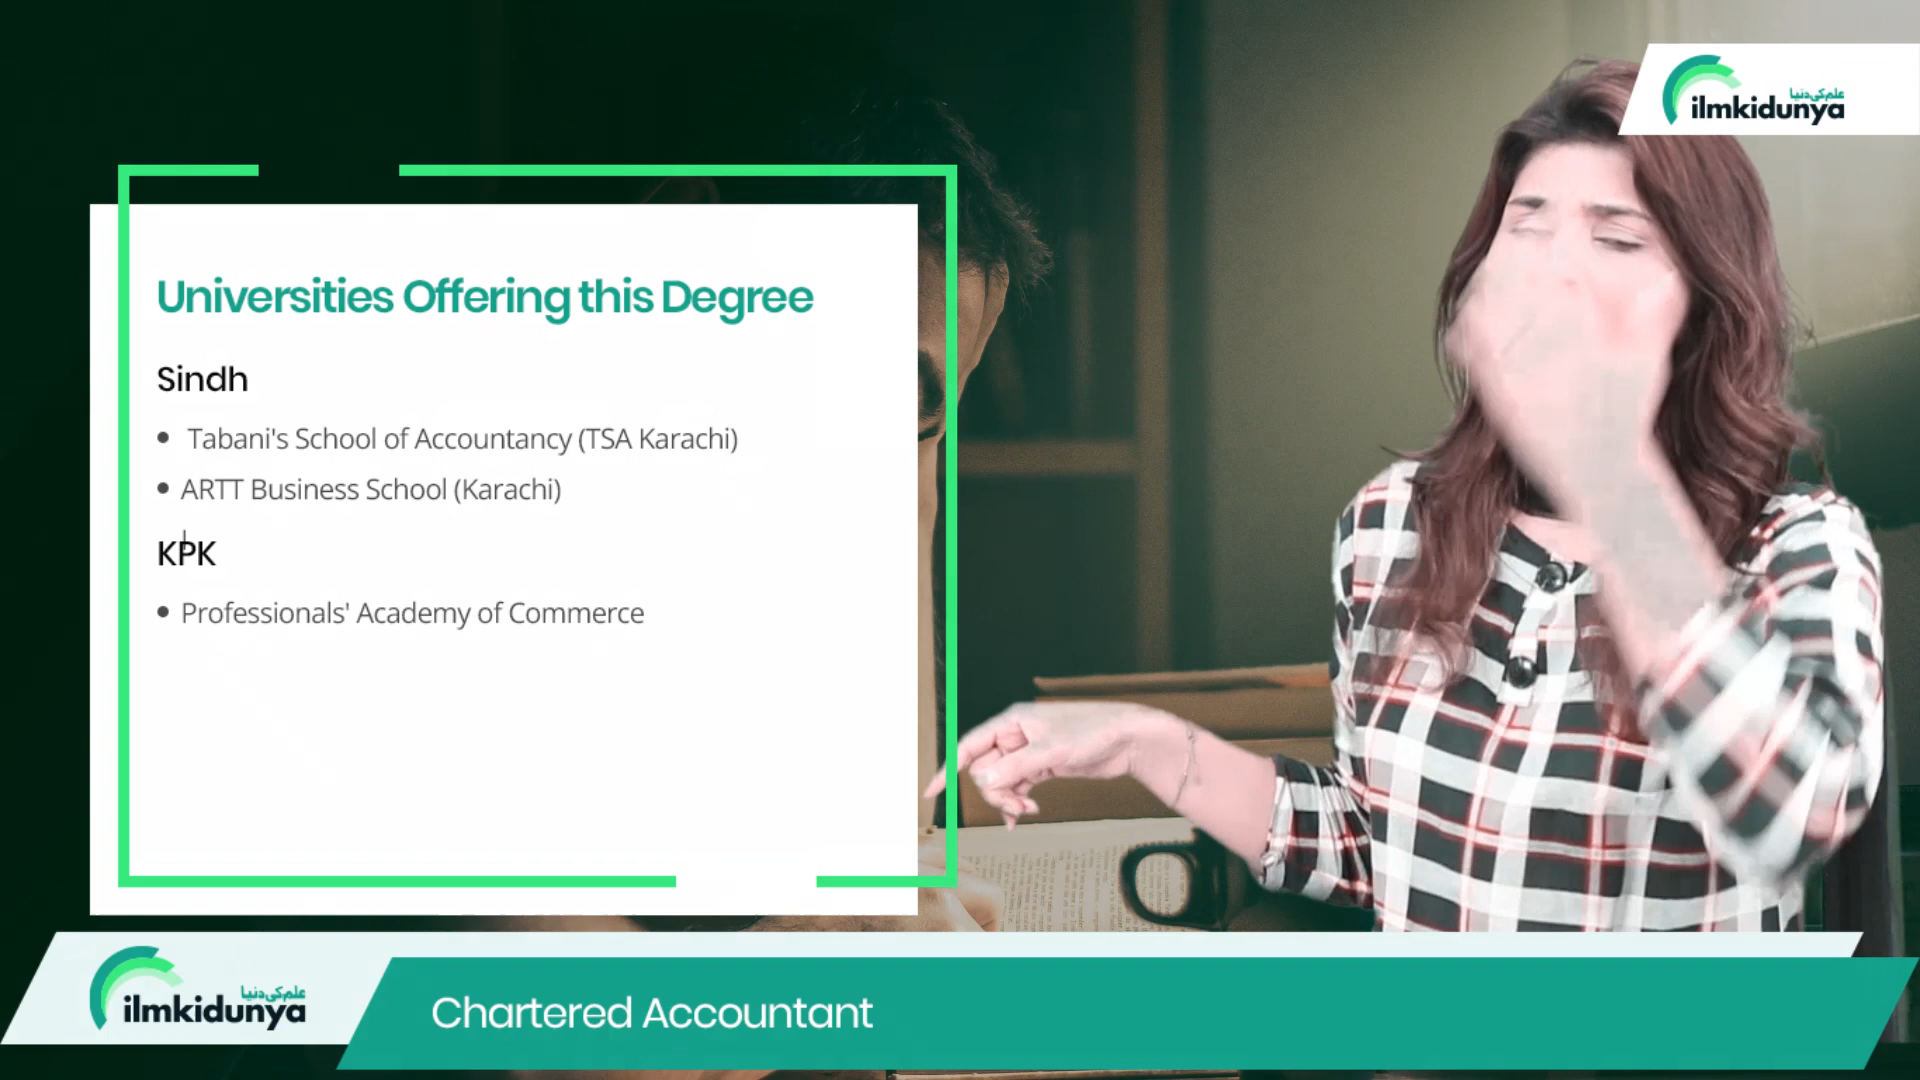 علم کی دنیا
ilmkidunya
Universities Offering this Degree
Sindh
• Tabani's School of Accountancy (TSA Karachi)
• ARTT Business School (Karachi)
KPK
• Professionals' Academy of Commerce
علم کی دنیا
ilmkidunya
Chartered Accountant